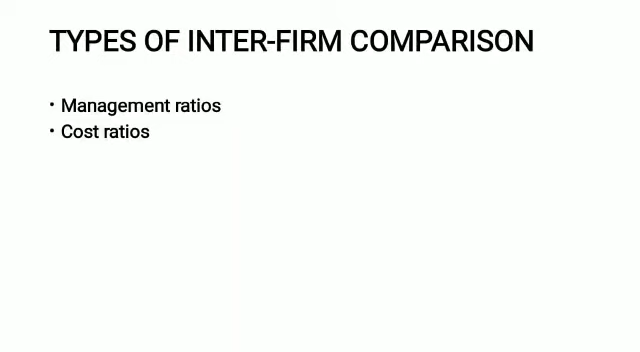 TYPES OF INTER-FIRM COMPARISON
• Management ratios
• Cost ratios